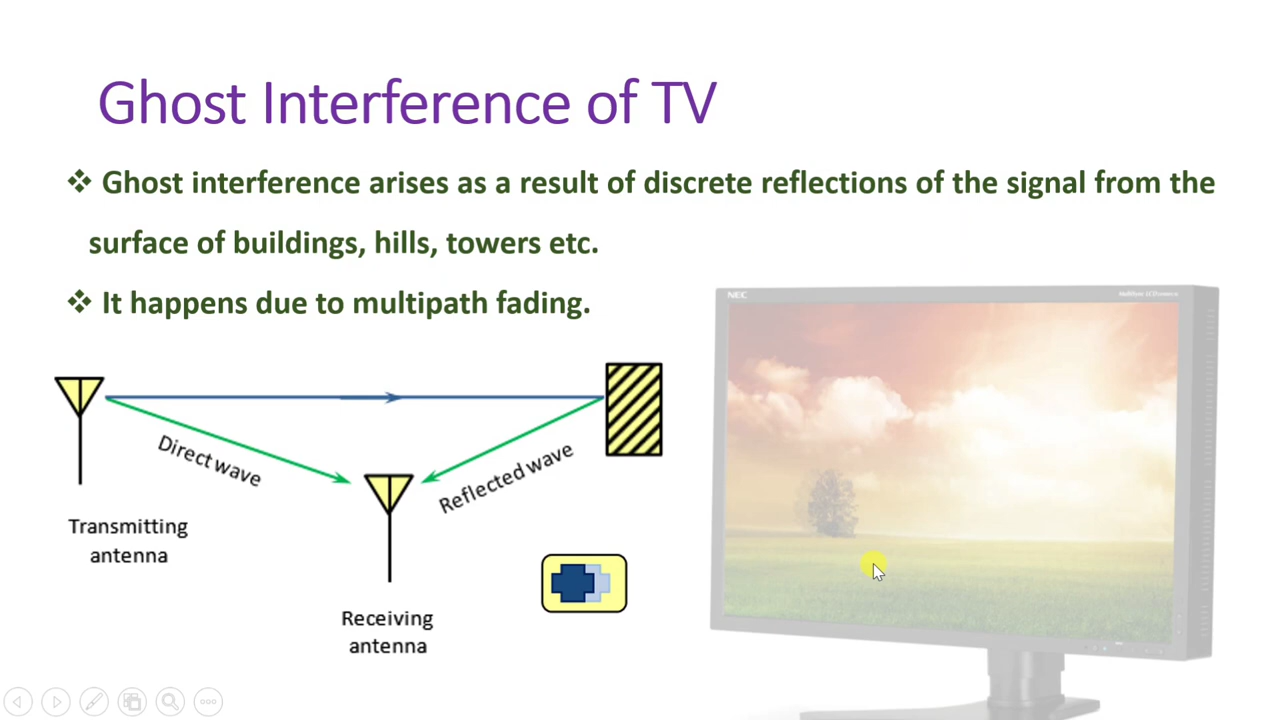 Ghost Interference of TV
❖ Ghost interference arises as a result of discrete reflections of the signal from the
surface of buildings, hills, towers etc.
❖ It happens due to multipath fading.
NEC
Direct wave
Reflected wave
Transmitting
antenna
Receiving
antenna